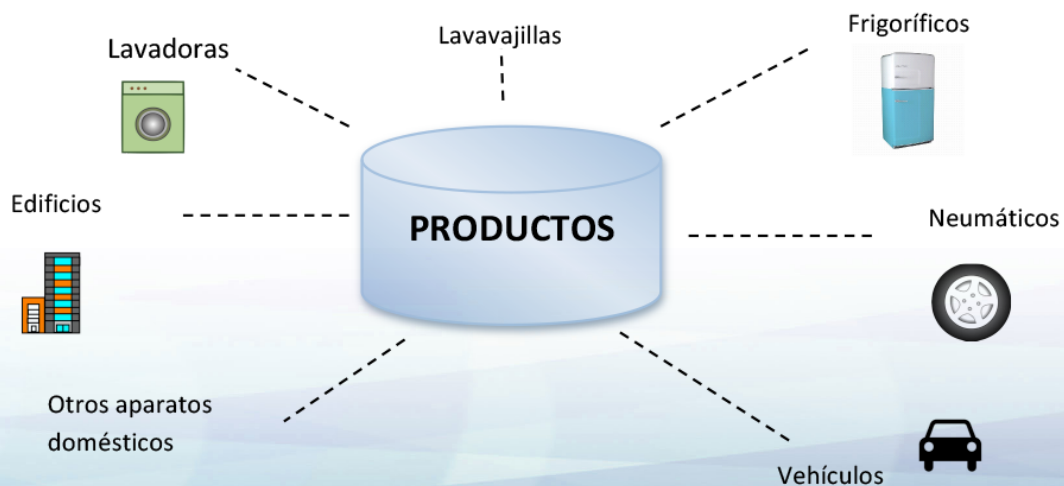 Lavadoras
Lavavajillas
Frigoríficos
Edificios
PRODUCTOS
Neumáticos
Otros aparatos
domésticos
Vehículos